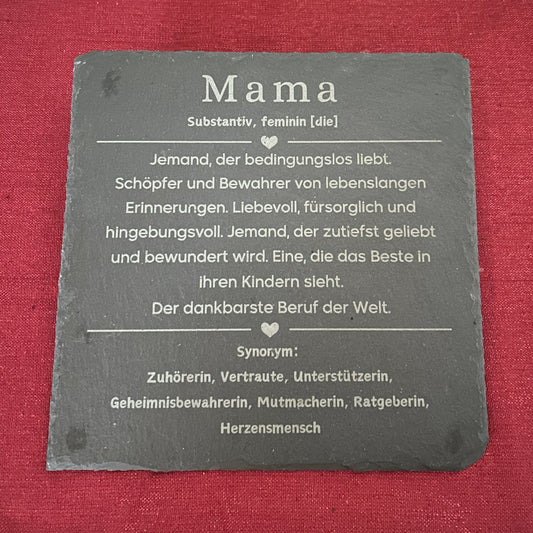 Mama
Substantiv, feminin [die]
Jemand, der bedingungslos liebt.
Schöpfer und Bewahrer von lebenslangen
Erinnerungen. Liebevoll, fürsorglich und
hingebungsvoll. Jemand, der zutiefst geliebt
und bewundert wird. Eine, die das Beste in
ihren Kindern sieht.
Der dankbarste Beruf der Welt.
Synonym:
Zuhörerin, Vertraute, Unterstützerin,
Geheimnisbewahrerin, Mutmacherin, Ratgeberin,
Herzensmensch